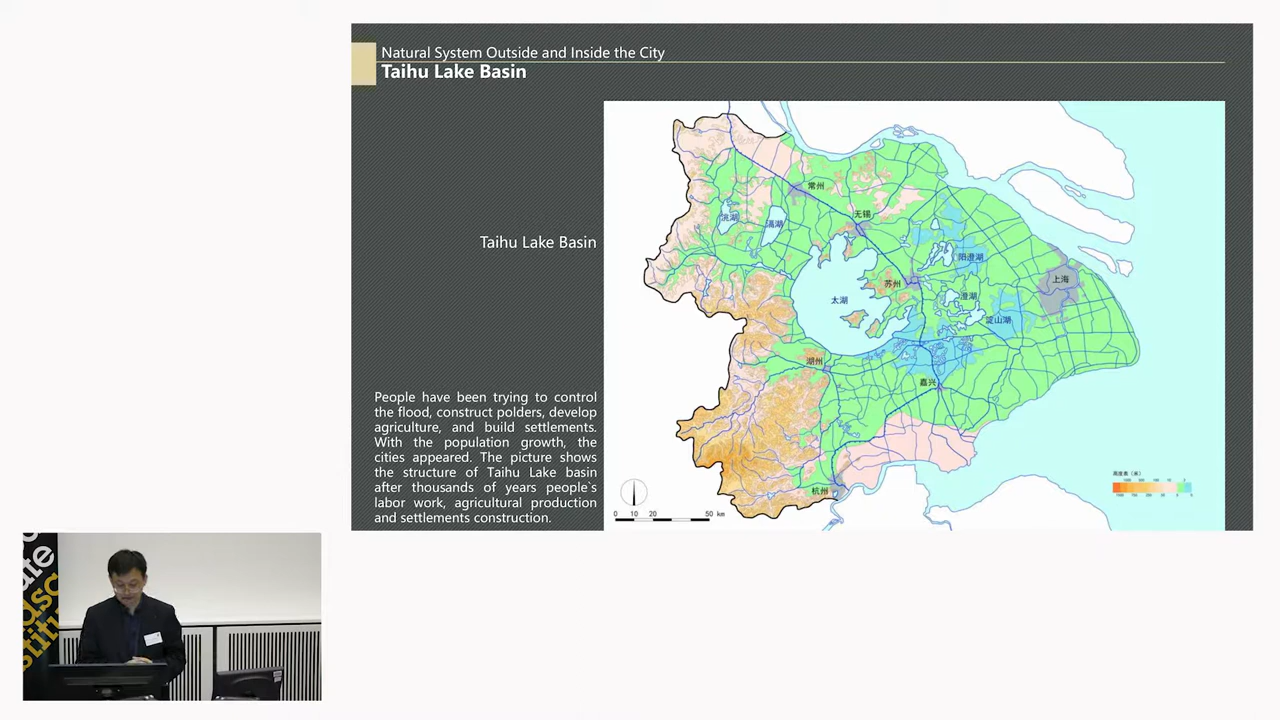 Natural System Outside and Inside the City
Taihu Lake Basin
Taihu Lake Basin
People have been trying to control
the flood, construct polders, develop
agriculture, and build settlements.
With the population growth, the
cities appeared. The picture shows
the structure of Taihu Lake basin
after thousands of years people`s
labor work, agricultural production
and settlements construction.
常州
无锡
洮湖
滆湖
阳澄湖
上海
苏州
澄湖
太湖
淀山湖
湖州
嘉兴
杭州
0 10 20 50 km